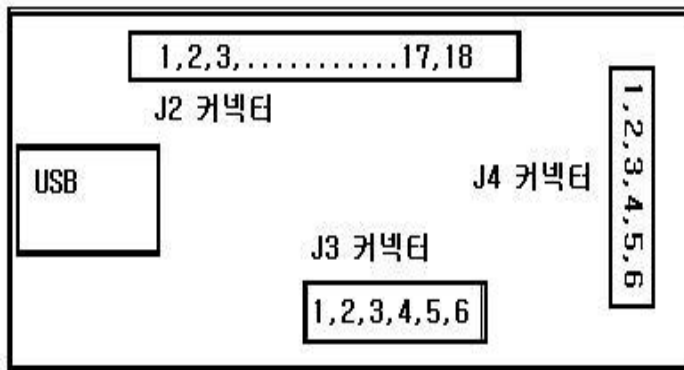 1,2,3,...........17,18
J2 커넥터
USB
J4 커넥터
1,2,3,4,5,6
J3 커넥터
1,2,3,4,5,6